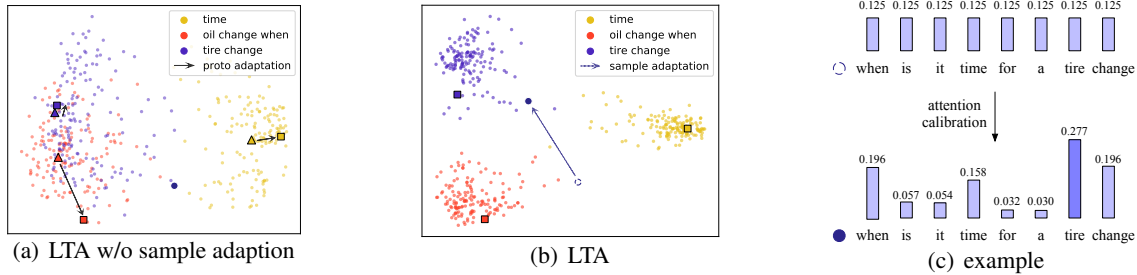 time
oil change when
tire change
proto adaptation
(a) LTA w/o sample adaption
time
oil change when
tire change
sample adaptation
(b) LTA
0.125 0.125 0.125 0.125 0.125 0.125 0.125 0.125
when is it time for a tire change
attention
calibration
0.196 0.057 0.054 0.158 0.032 0.030 0.277 0.196
when is it time for a tire change
(c) example